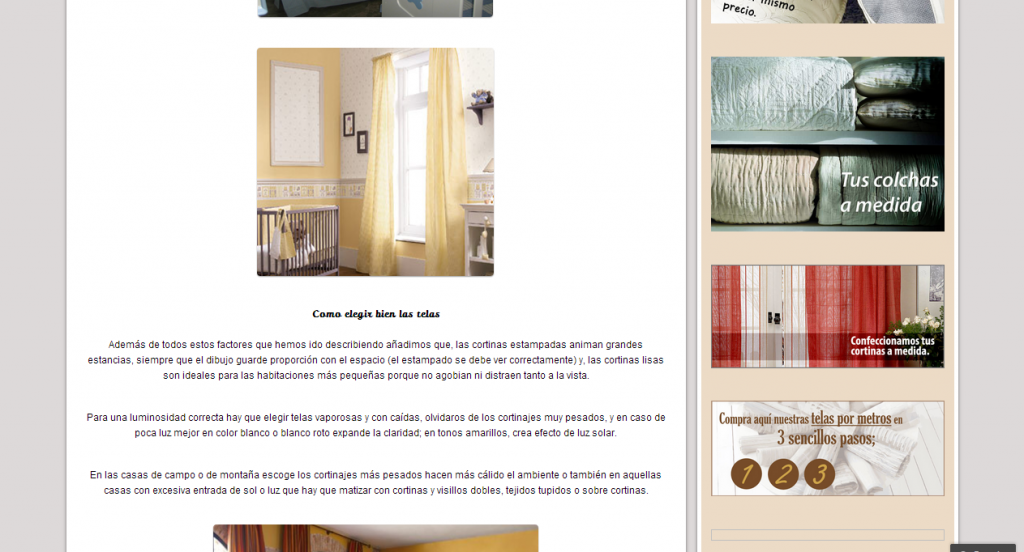 Como elegir bien las telas
Además de todos estos factores que hemos ido describiendo añadimos que, las cortinas estampadas animan grandes
estancias, siempre que el dibujo guarde proporción con el espacio (el estampado se debe ver correctamente) y, las cortinas lisas
son ideales para las habitaciones más pequeñas porque no agobian ni distraen tanto a la vista.
Para una luminosidad correcta hay que elegir telas vaporosas y con caídas, olvidaros de los cortinajes muy pesados, y en caso de
poca luz mejor en color blanco o blanco roto expande la claridad; en tonos amarillos, crea efecto de luz solar.
En las casas de campo o de montaña escoge los cortinajes más pesados hacen más cálido el ambiente o también en aquellas
casas con excesiva entrada de sol o luz que hay que matizar con cortinas y visillos dobles, tejidos tupidos o sobre cortinas.
mismo
precio.
Tus colchas
a medida
Confeccionamos tus
cortinas a medida.
Compra aqui nuestras telas por metros en
3 sencillos pasos;
1 2 3